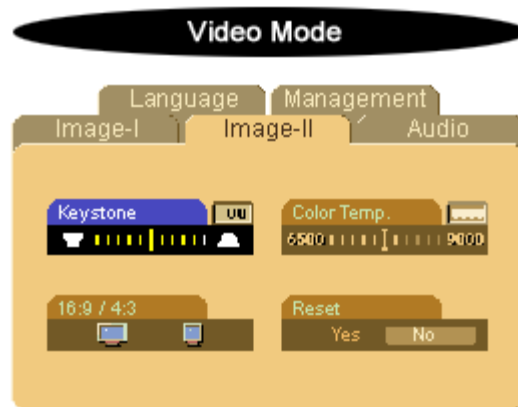 Video Mode
Language Management
Image-I Image-II Audio
Keystone Color Temp.
6500 9000
16:9 / 4:3 Reset
Yes No